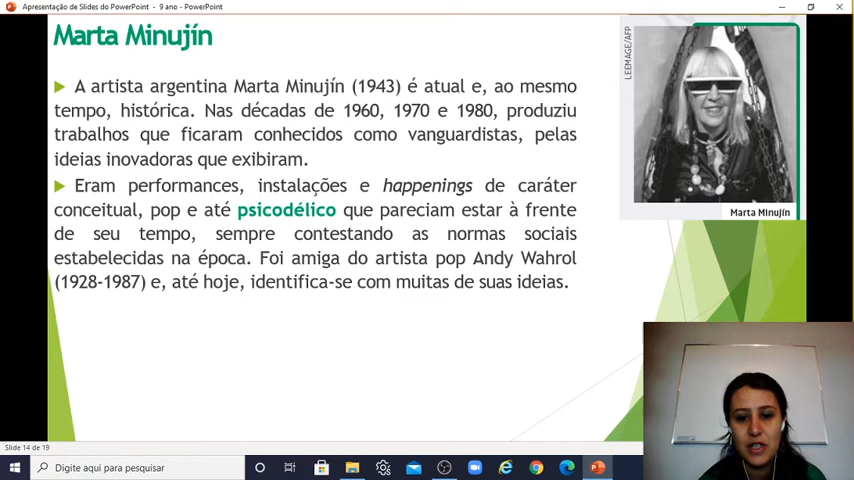 Apresentação de Slides do PowerPoint - 9 ano - PowerPoint
Marta Minujín
A artista argentina Marta Minujín (1943) é atual e, ao mesmo
tempo, histórica. Nas décadas de 1960, 1970 e 1980, produziu
trabalhos que ficaram conhecidos como vanguardistas, pelas
ideias inovadoras que exibiram.
Eram performances, instalações e happenings de caráter
conceitual, pop e até psicodélico que pareciam estar à frente
de seu tempo, sempre contestando as normas sociais
estabelecidas na época. Foi amiga do artista pop Andy Wahrol
(1928-1987) e, até hoje, identifica-se com muitas de suas ideias.
LEEMAGE/AFP
Marta Minujín
Slide 14 de 19
Digite aqui para pesquisar